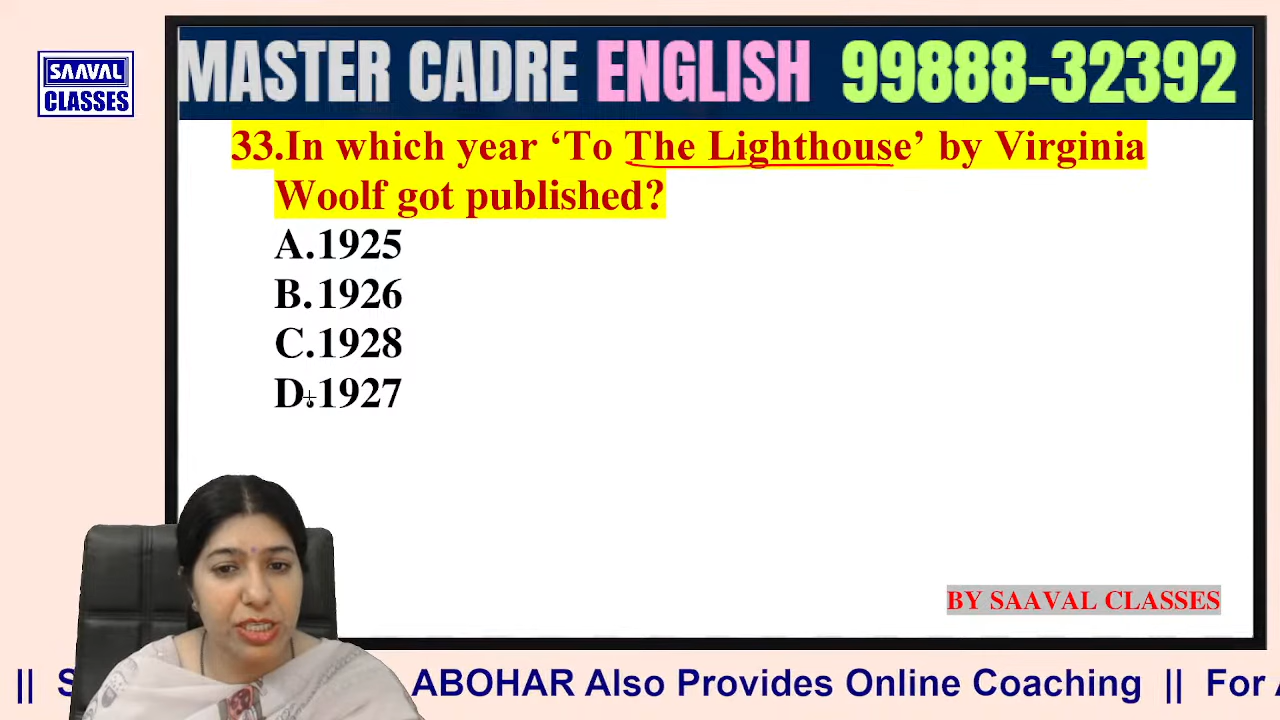 SAAVAL
CLASSES
MASTER CADRE ENGLISH 99888-32392
33.In which year ‘To The Lighthouse’ by Virginia
Woolf got published?
A.1925
B.1926
C.1928
D.1927
BY SAAVAL CLASSES
|| S ABOHAR Also Provides Online Coaching || For A